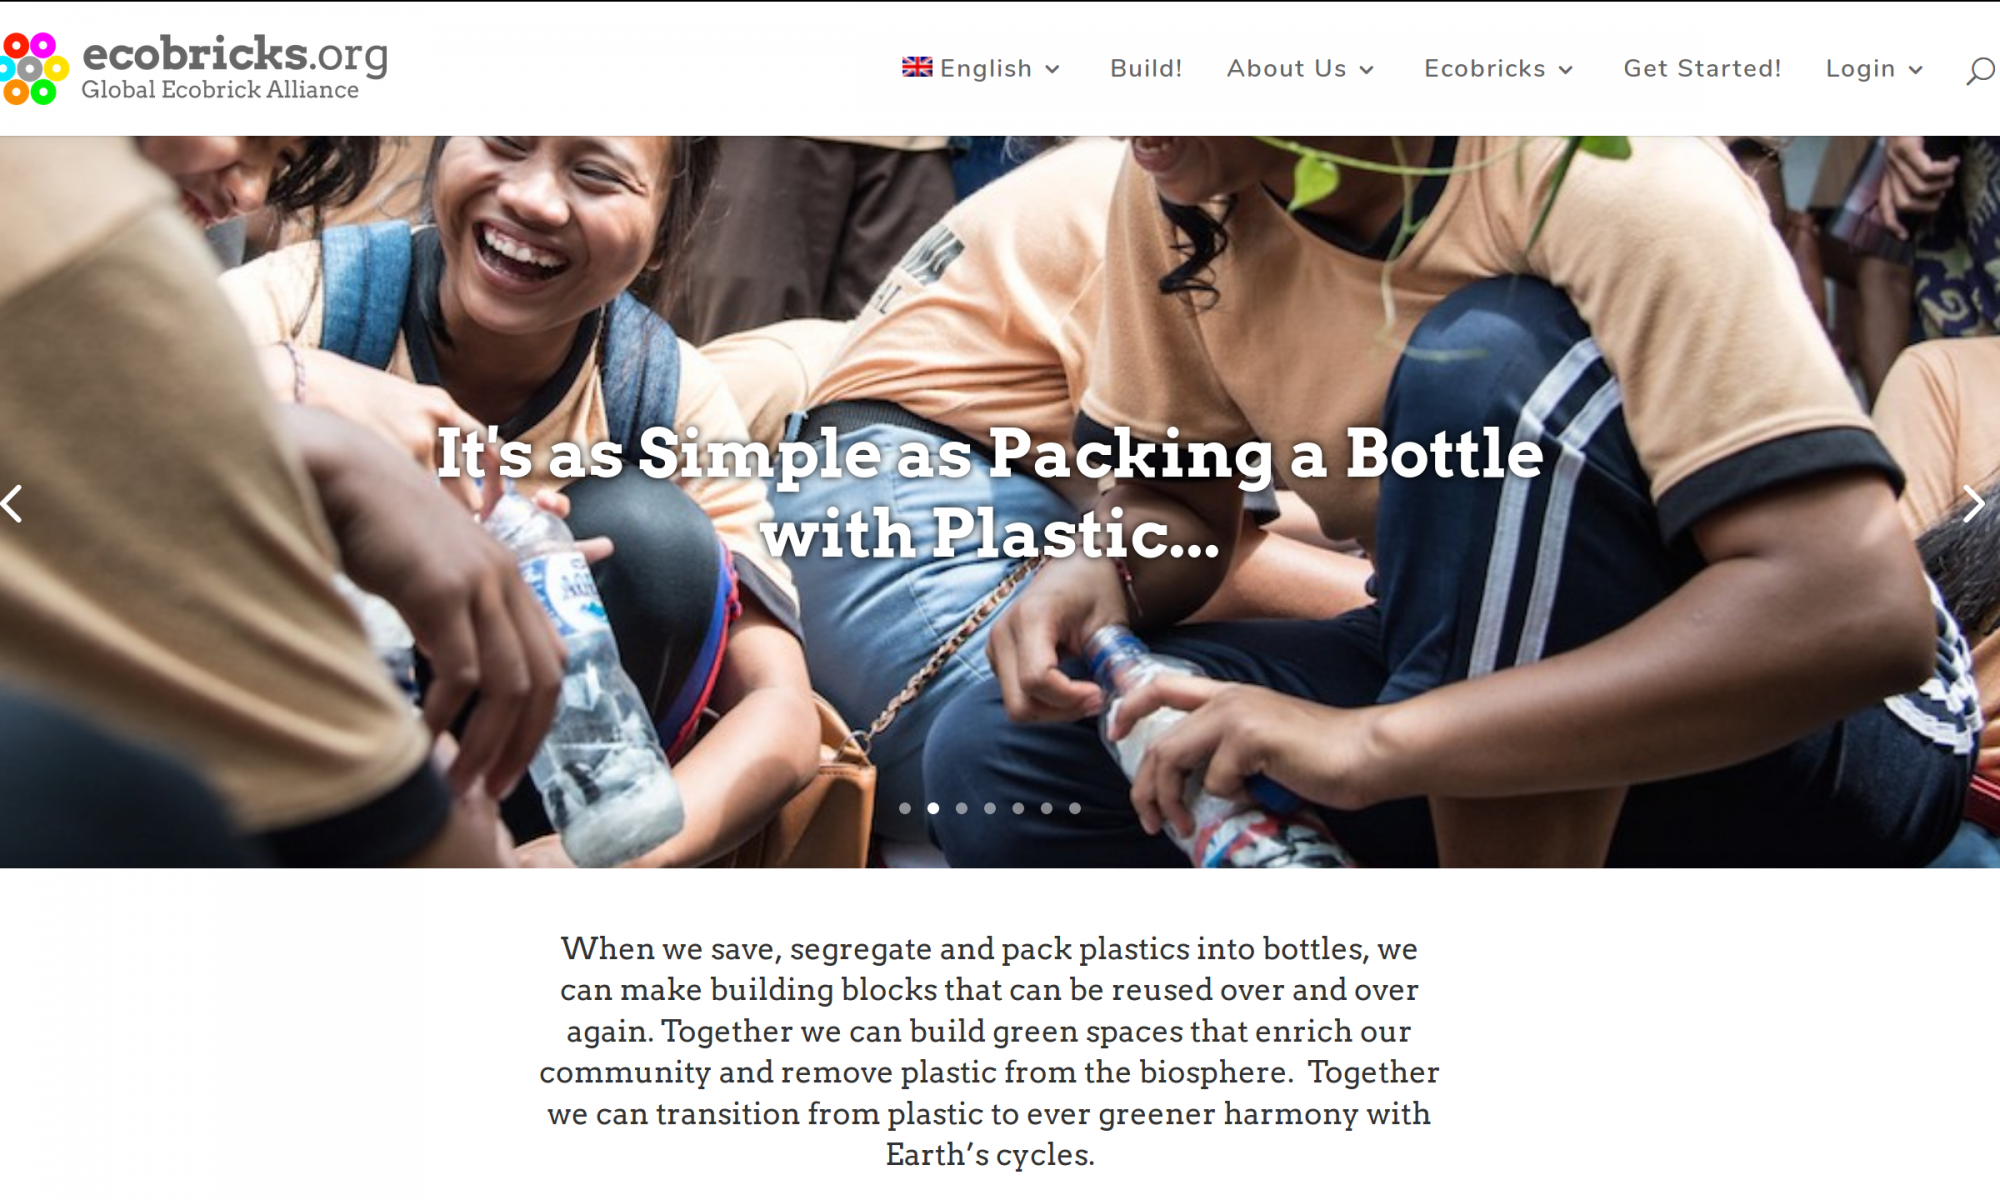 ecobricks.org
Global Ecobrick Alliance
English
Build!
About Us
Ecobricks
Get Started!
Login
It's as Simple as Packing a Bottle
with Plastic...
When we save, segregate and pack plastics into bottles, we
can make building blocks that can be reused over and over
again. Together we can build green spaces that enrich our
community and remove plastic from the biosphere.  Together
we can transition from plastic to ever greener harmony with
Earth’s cycles.